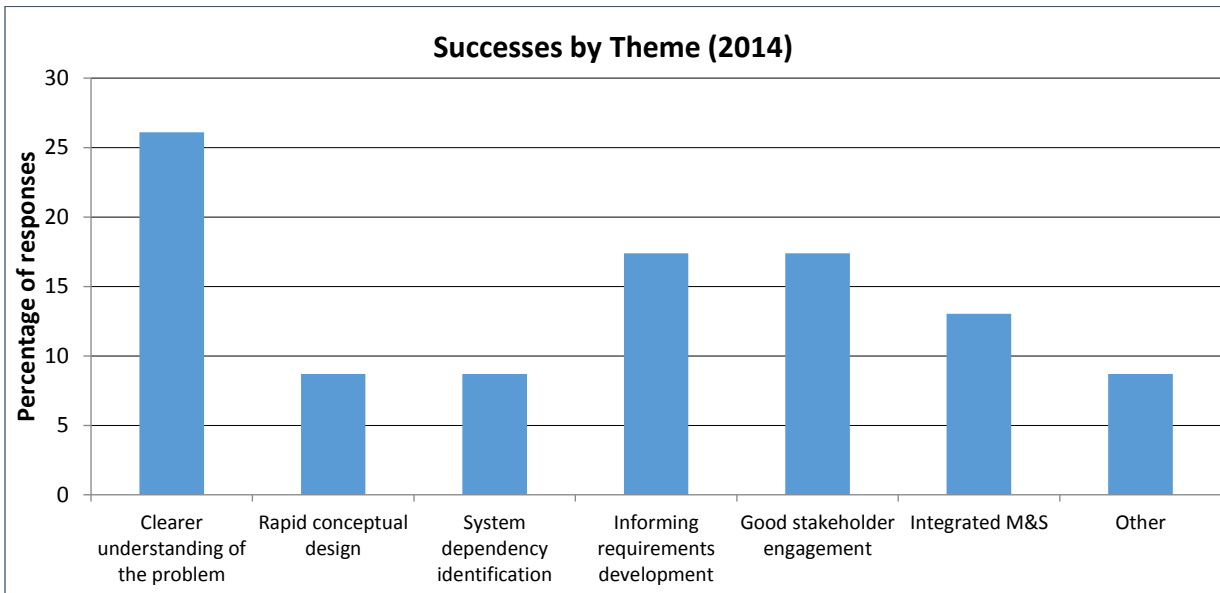 Successes by Theme (2014)
Percentage of responses
30
25
20
15
10
5
0
Clearer
understanding of
the problem
Rapid conceptual
design
System
dependency
identification
Informing
requirements
development
Good stakeholder
engagement
Integrated M&S
Other